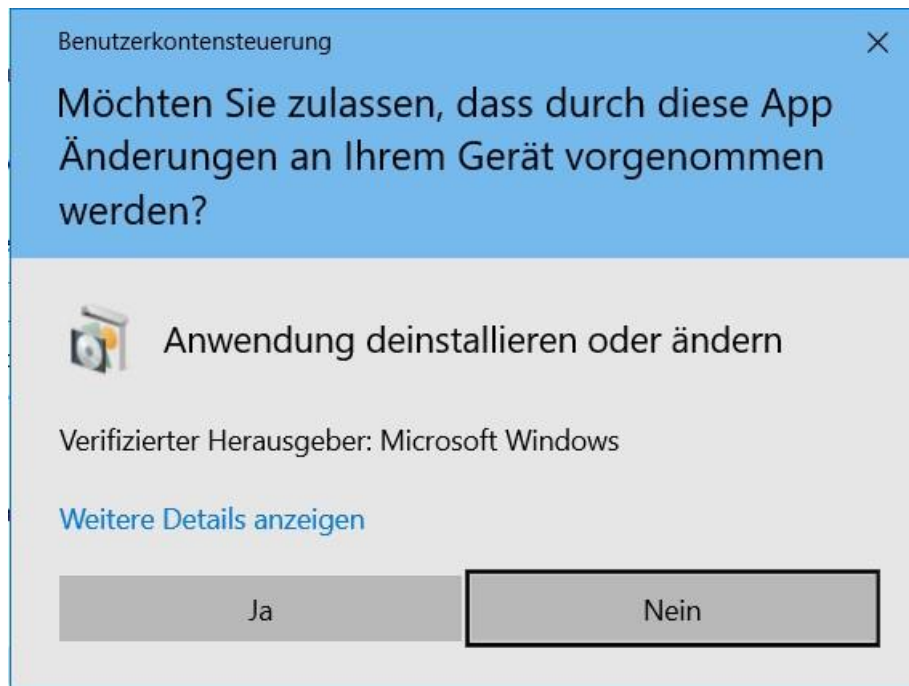 Benutzerkontensteuerung
Möchten Sie zulassen, dass durch diese App
Änderungen an Ihrem Gerät vorgenommen
werden?
Anwendung deinstallieren oder ändern
Verifizierter Herausgeber: Microsoft Windows
Weitere Details anzeigen
Ja
Nein